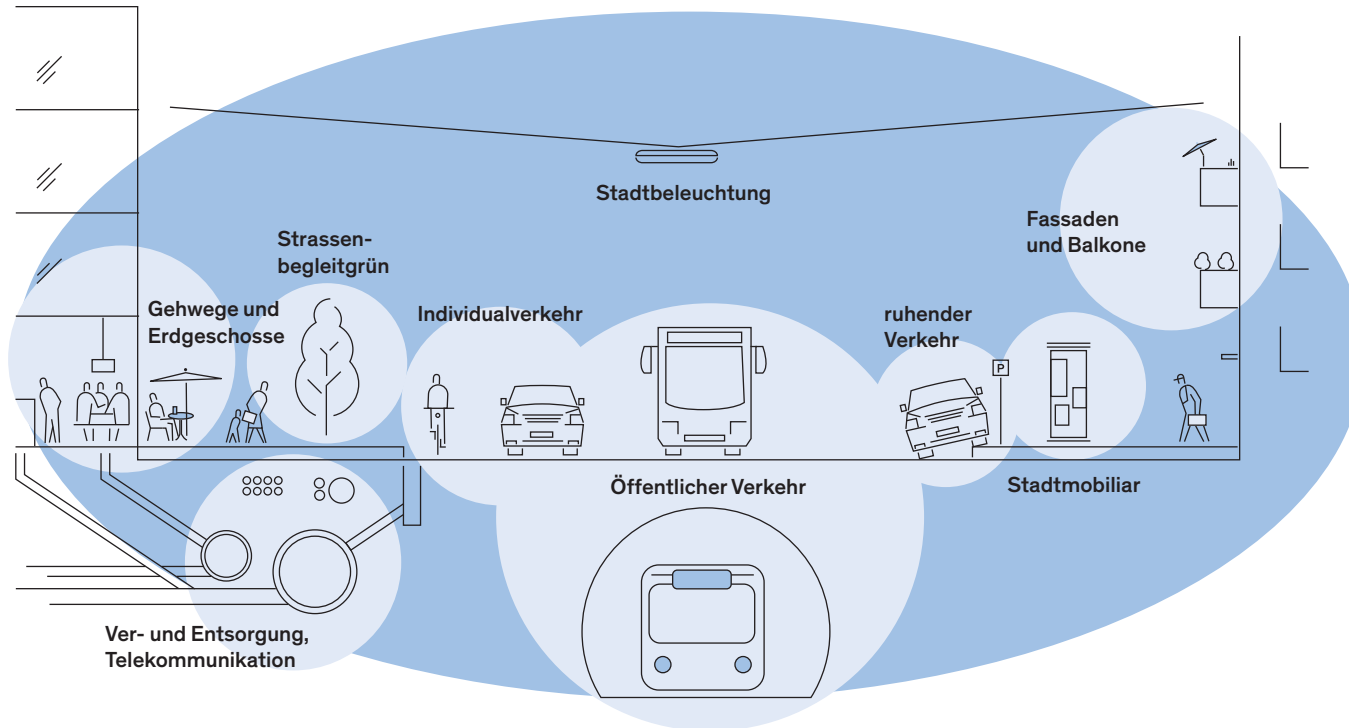 Stadtbeleuchtung
Fassaden
und Balkone
Strassen-
begleitgrün
Gehwege und
Erdgeschosse
Individualverkehr
ruhender
Verkehr
P
Öffentlicher Verkehr
Stadtmobiliar
Ver- und Entsorgung,
Telekommunikation